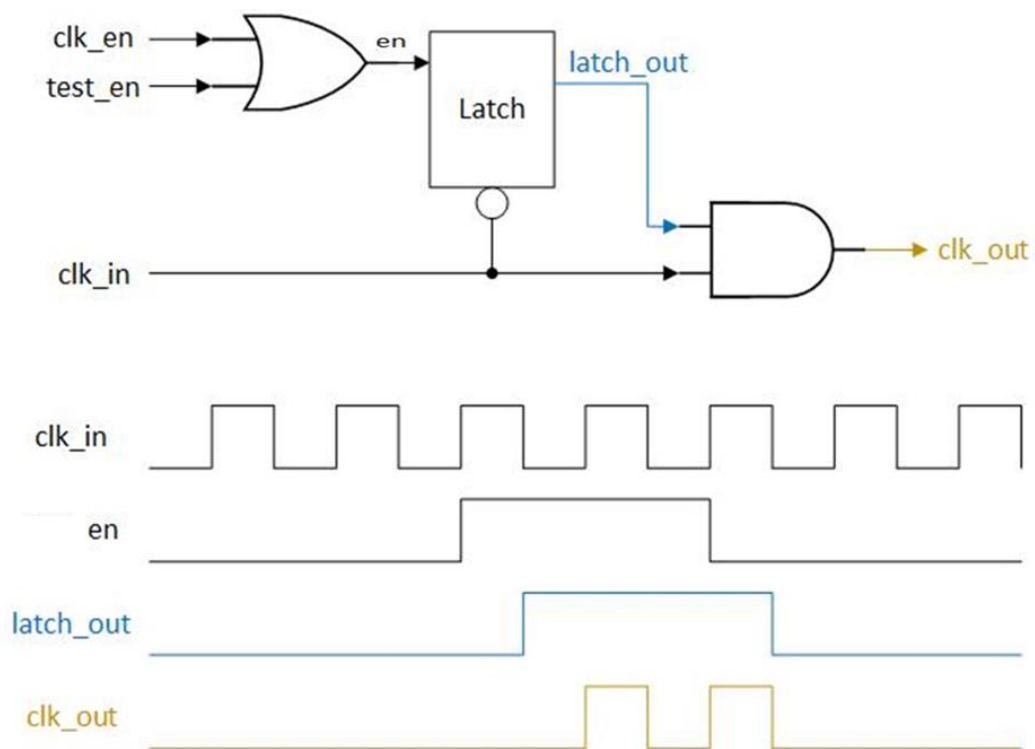 clk_en
en
test_en
latch_out
Latch
clk_in
clk_out
clk_in
en
latch_out
clk_out